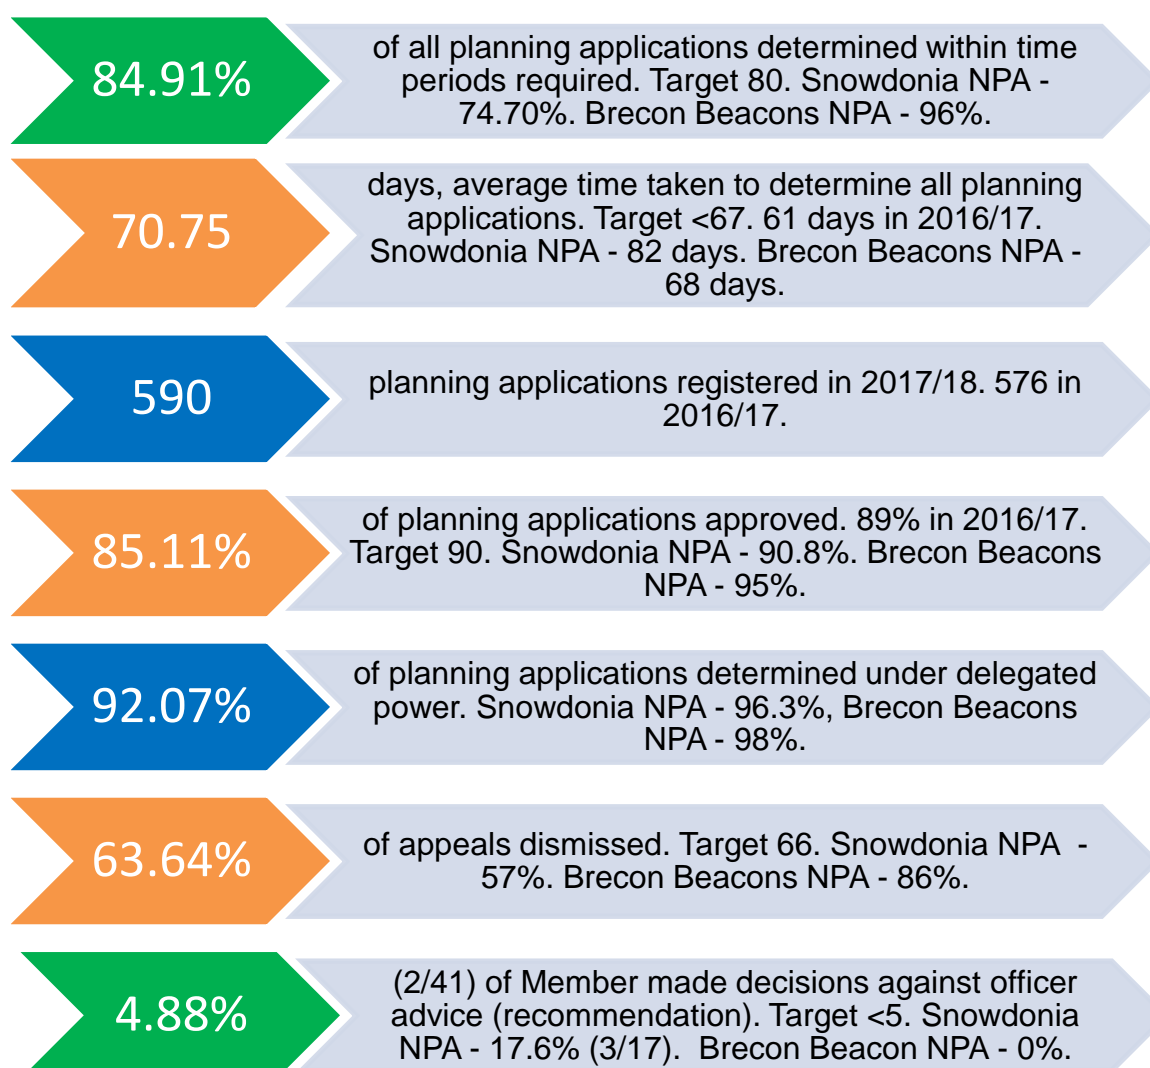 84.91%
of all planning applications determined within time
periods required. Target 80. Snowdonia NPA -
74.70%. Brecon Beacons NPA - 96%.
70.75
days, average time taken to determine all planning
applications. Target <67. 61 days in 2016/17.
Snowdonia NPA - 82 days. Brecon Beacons NPA -
68 days.
590
planning applications registered in 2017/18. 576 in
2016/17.
85.11%
of planning applications approved. 89% in 2016/17.
Target 90. Snowdonia NPA - 90.8%. Brecon Beacons
NPA - 95%.
92.07%
of planning applications determined under delegated
power. Snowdonia NPA - 96.3%, Brecon Beacons
NPA - 98%.
63.64%
of appeals dismissed. Target 66. Snowdonia NPA  -
57%. Brecon Beacons NPA - 86%.
4.88%
(2/41) of Member made decisions against officer
advice (recommendation). Target <5. Snowdonia
NPA - 17.6% (3/17).  Brecon Beacon NPA - 0%.